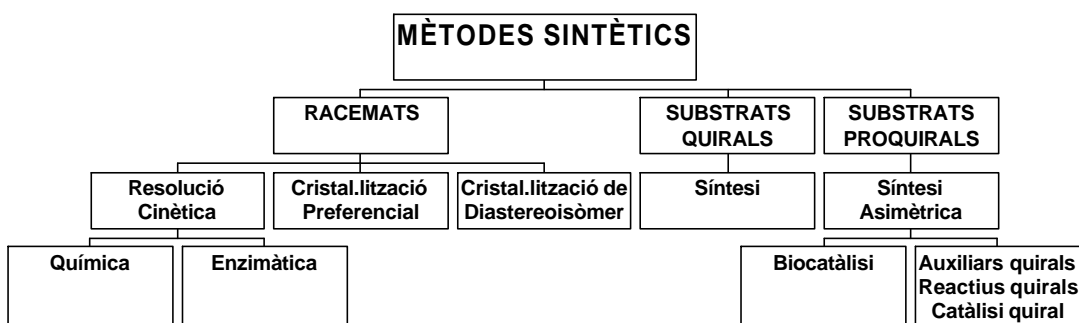 MÈTODES SINTÈTICS
RACEMATS
SUBSTRATS
QUIRALS
SUBSTRATS
PROQUIRALS
Resolució
Cinètica
Cristal.lització
Preferencial
Cristal.lització de
Diastereoisòmer
Síntesi
Síntesi
Asimètrica
Química
Enzimàtica
Biocatàlisi
Auxiliars quirals
Reactius quirals
Catàlisi quiral